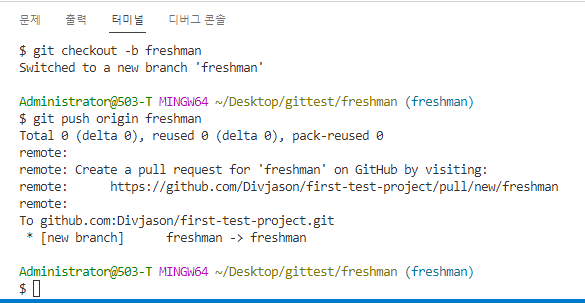 문제 출력 터미널 디버그 콘솔
$ git checkout -b freshman
Switched to a new branch 'freshman'
Administrator@503-T MINGW64 ~/Desktop/gittest/freshman (freshman)
$ git push origin freshman
Total 0 (delta 0), reused 0 (delta 0), pack-reused 0
remote:
remote: Create a pull request for 'freshman' on GitHub by visiting:
remote:      https://github.com/Divjason/first-test-project/pull/new/freshman
remote:
To github.com:Divjason/first-test-project.git
 * [new branch]      freshman -> freshman
Administrator@503-T MINGW64 ~/Desktop/gittest/freshman (freshman)
$